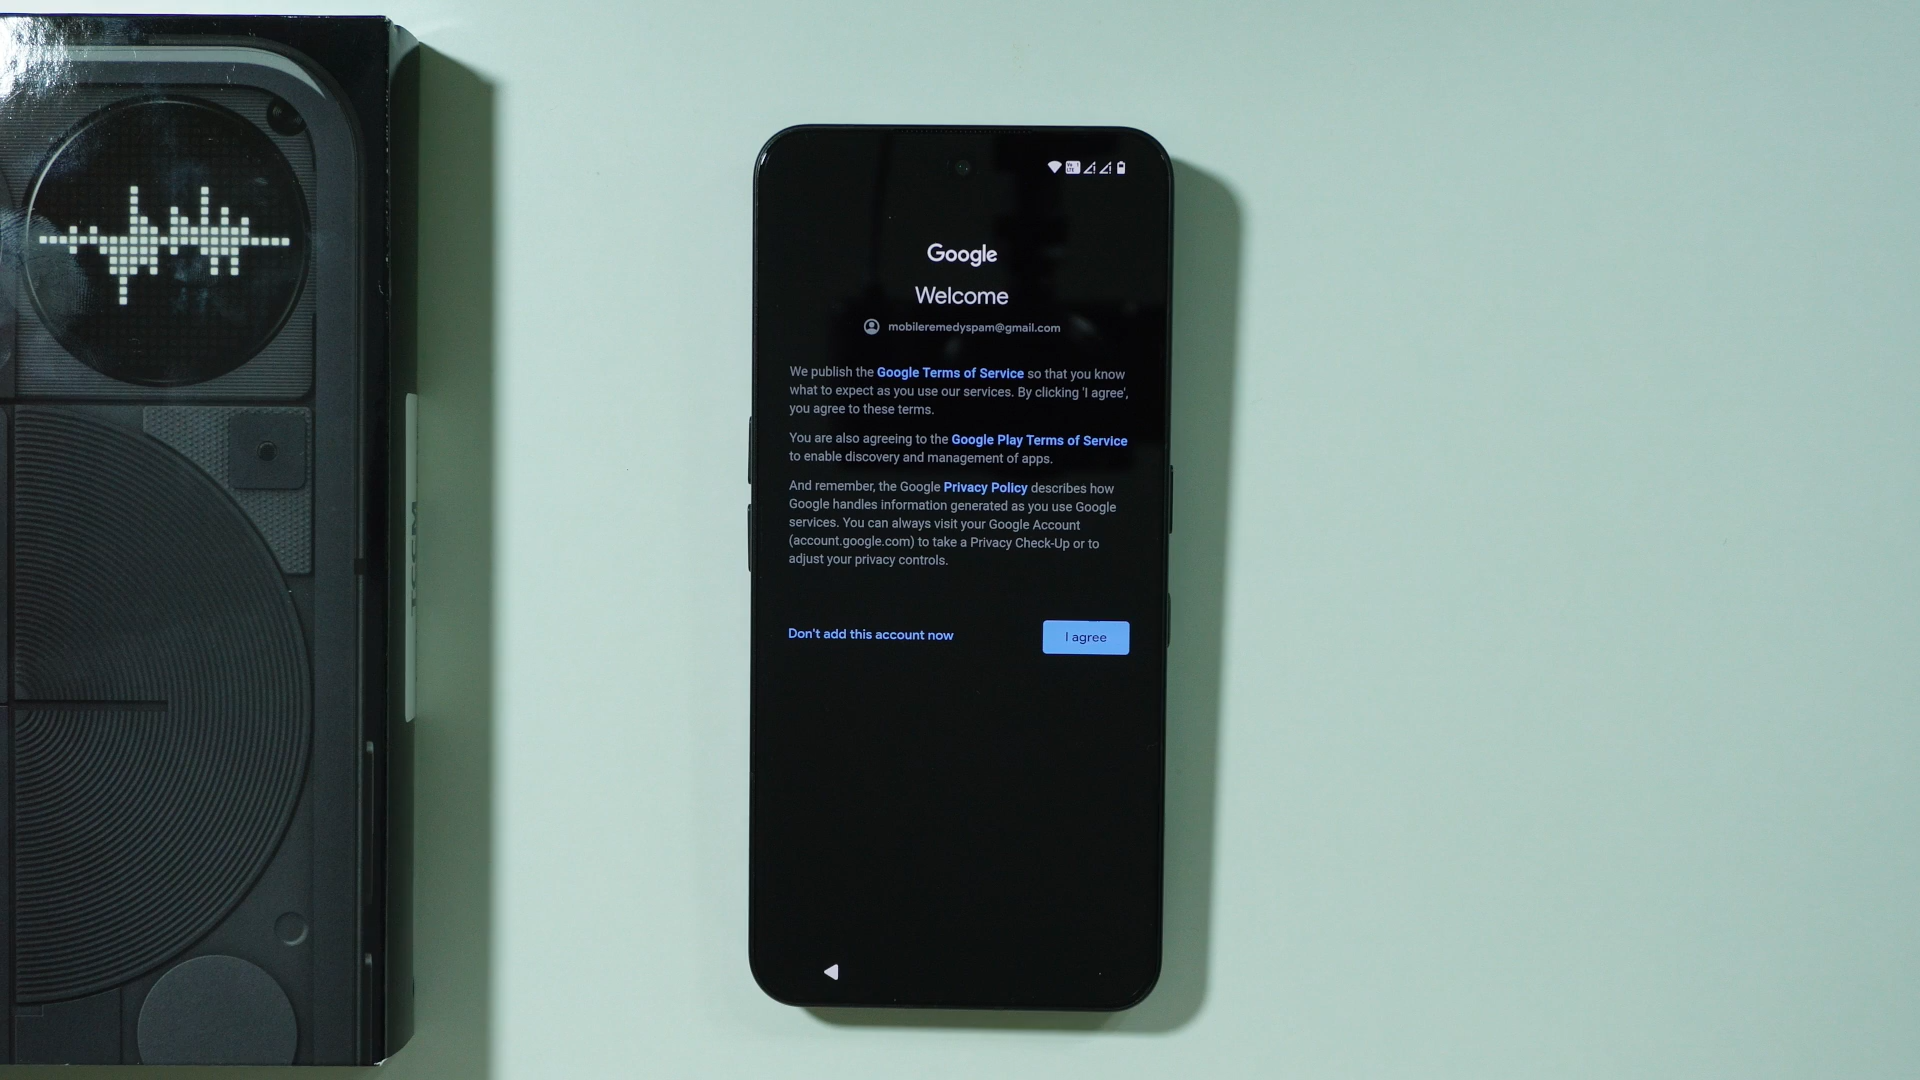 Google
Welcome
mobileremedyspam@gmail.com
We publish the Google Terms of Service so that you know
what to expect as you use our services. By clicking 'I agree',
you agree to these terms.
You are also agreeing to the Google Play Terms of Service
to enable discovery and management of apps.
And remember, the Google Privacy Policy describes how
Google handles information generated as you use Google
services. You can always visit your Google Account
(account.google.com) to take a Privacy Check-Up or to
adjust your privacy controls.
Don't add this account now
I agree